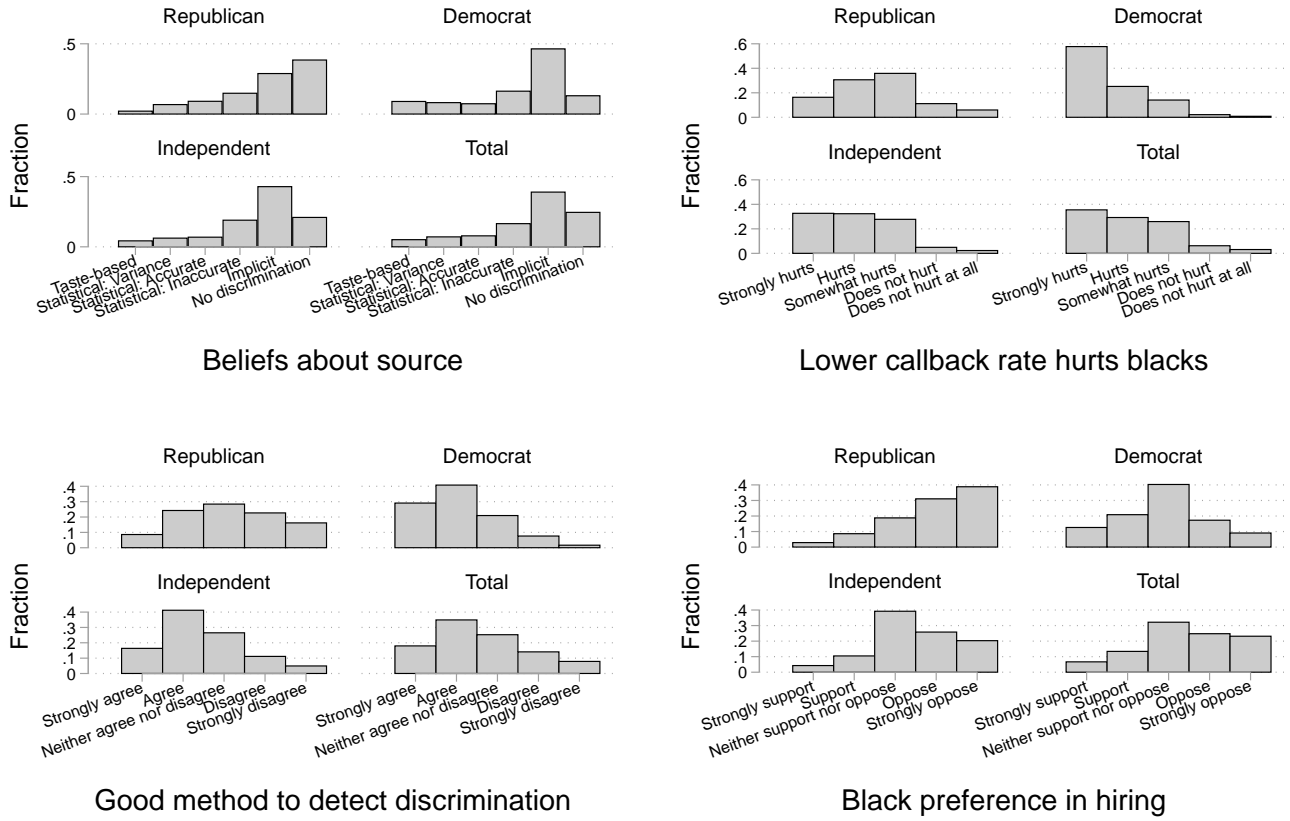 Republican
Democrat
.5
0
Independent
Total
.5
0
Fraction
Taste-based
Statistical: Variance
Statistical: Accurate
Statistical: Inaccurate
Implicit
No discrimination
Taste-based
Statistical: Variance
Statistical: Accurate
Statistical: Inaccurate
Implicit
No discrimination
Beliefs about source
Republican
Democrat
.6
.4
.2
0
Independent
Total
.6
.4
.2
0
Fraction
Strongly hurts
Hurts
Somewhat hurts
Does not hurt
Does not hurt at all
Strongly hurts
Hurts
Somewhat hurts
Does not hurt
Does not hurt at all
Lower callback rate hurts blacks
Republican
Democrat
.4
.3
.2
.1
0
Independent
Total
.4
.3
.2
.1
0
Fraction
Strongly agree
Agree
Neither agree nor disagree
Disagree
Strongly disagree
Strongly agree
Agree
Neither agree nor disagree
Disagree
Strongly disagree
Good method to detect discrimination
Republican
Democrat
.4
.3
.2
.1
0
Independent
Total
.4
.3
.2
.1
0
Fraction
Strongly support
Support
Neither support nor oppose
Oppose
Strongly oppose
Strongly support
Support
Neither support nor oppose
Oppose
Strongly oppose
Black preference in hiring